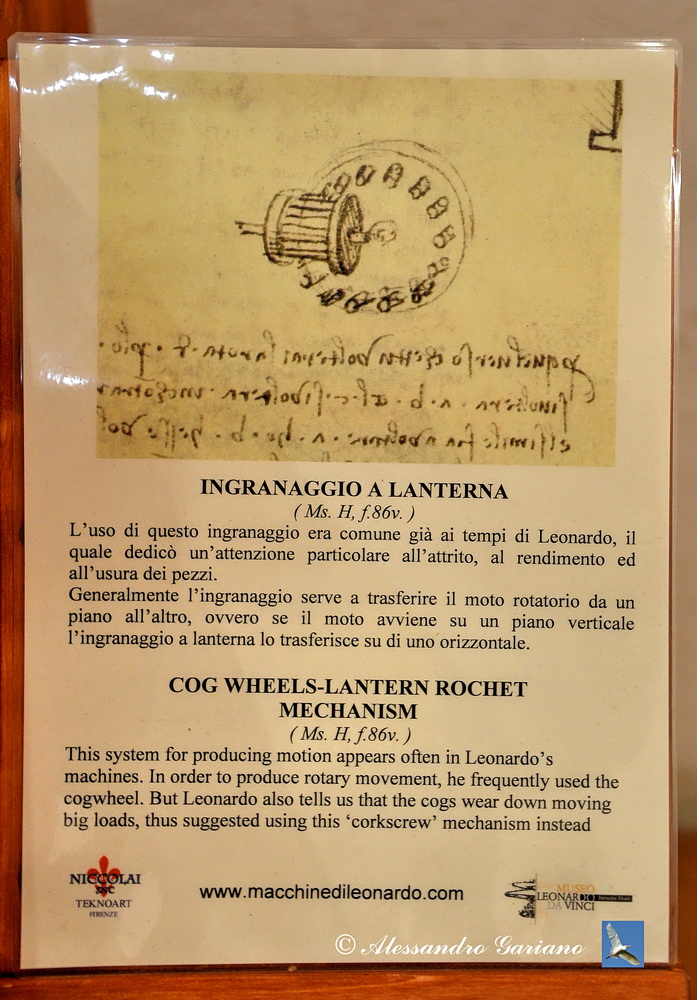 INGRANAGGIO A LANTERNA
( Ms. H, f.86v. )
L'uso di questo ingranaggio era comune già ai tempi di Leonardo, il
quale dedicò un'attenzione particolare all'attrito, al rendimento ed
all'usura dei pezzi.
Generalmente l'ingranaggio serve a trasferire il moto rotatorio da un
piano all'altro, ovvero se il moto avviene su un piano verticale
l'ingranaggio a lanterna lo trasferisce su di uno orizzontale.
COG WHEELS-LANTERN ROCHET
MECHANISM
( Ms. H, f.86v. )
This system for producing motion appears often in Leonardo's
machines. In order to produce rotary movement, he frequently used the
cogwheel. But Leonardo also tells us that the cogs wear down moving
big loads, thus suggested using this 'corkscrew' mechanism instead
NICCOLAI
SNC
TEKNOART
FIRENZE
www.macchinedileonardo.com
MUSEO
LEONARDO
DA VINCI
© Alessandro Gariano